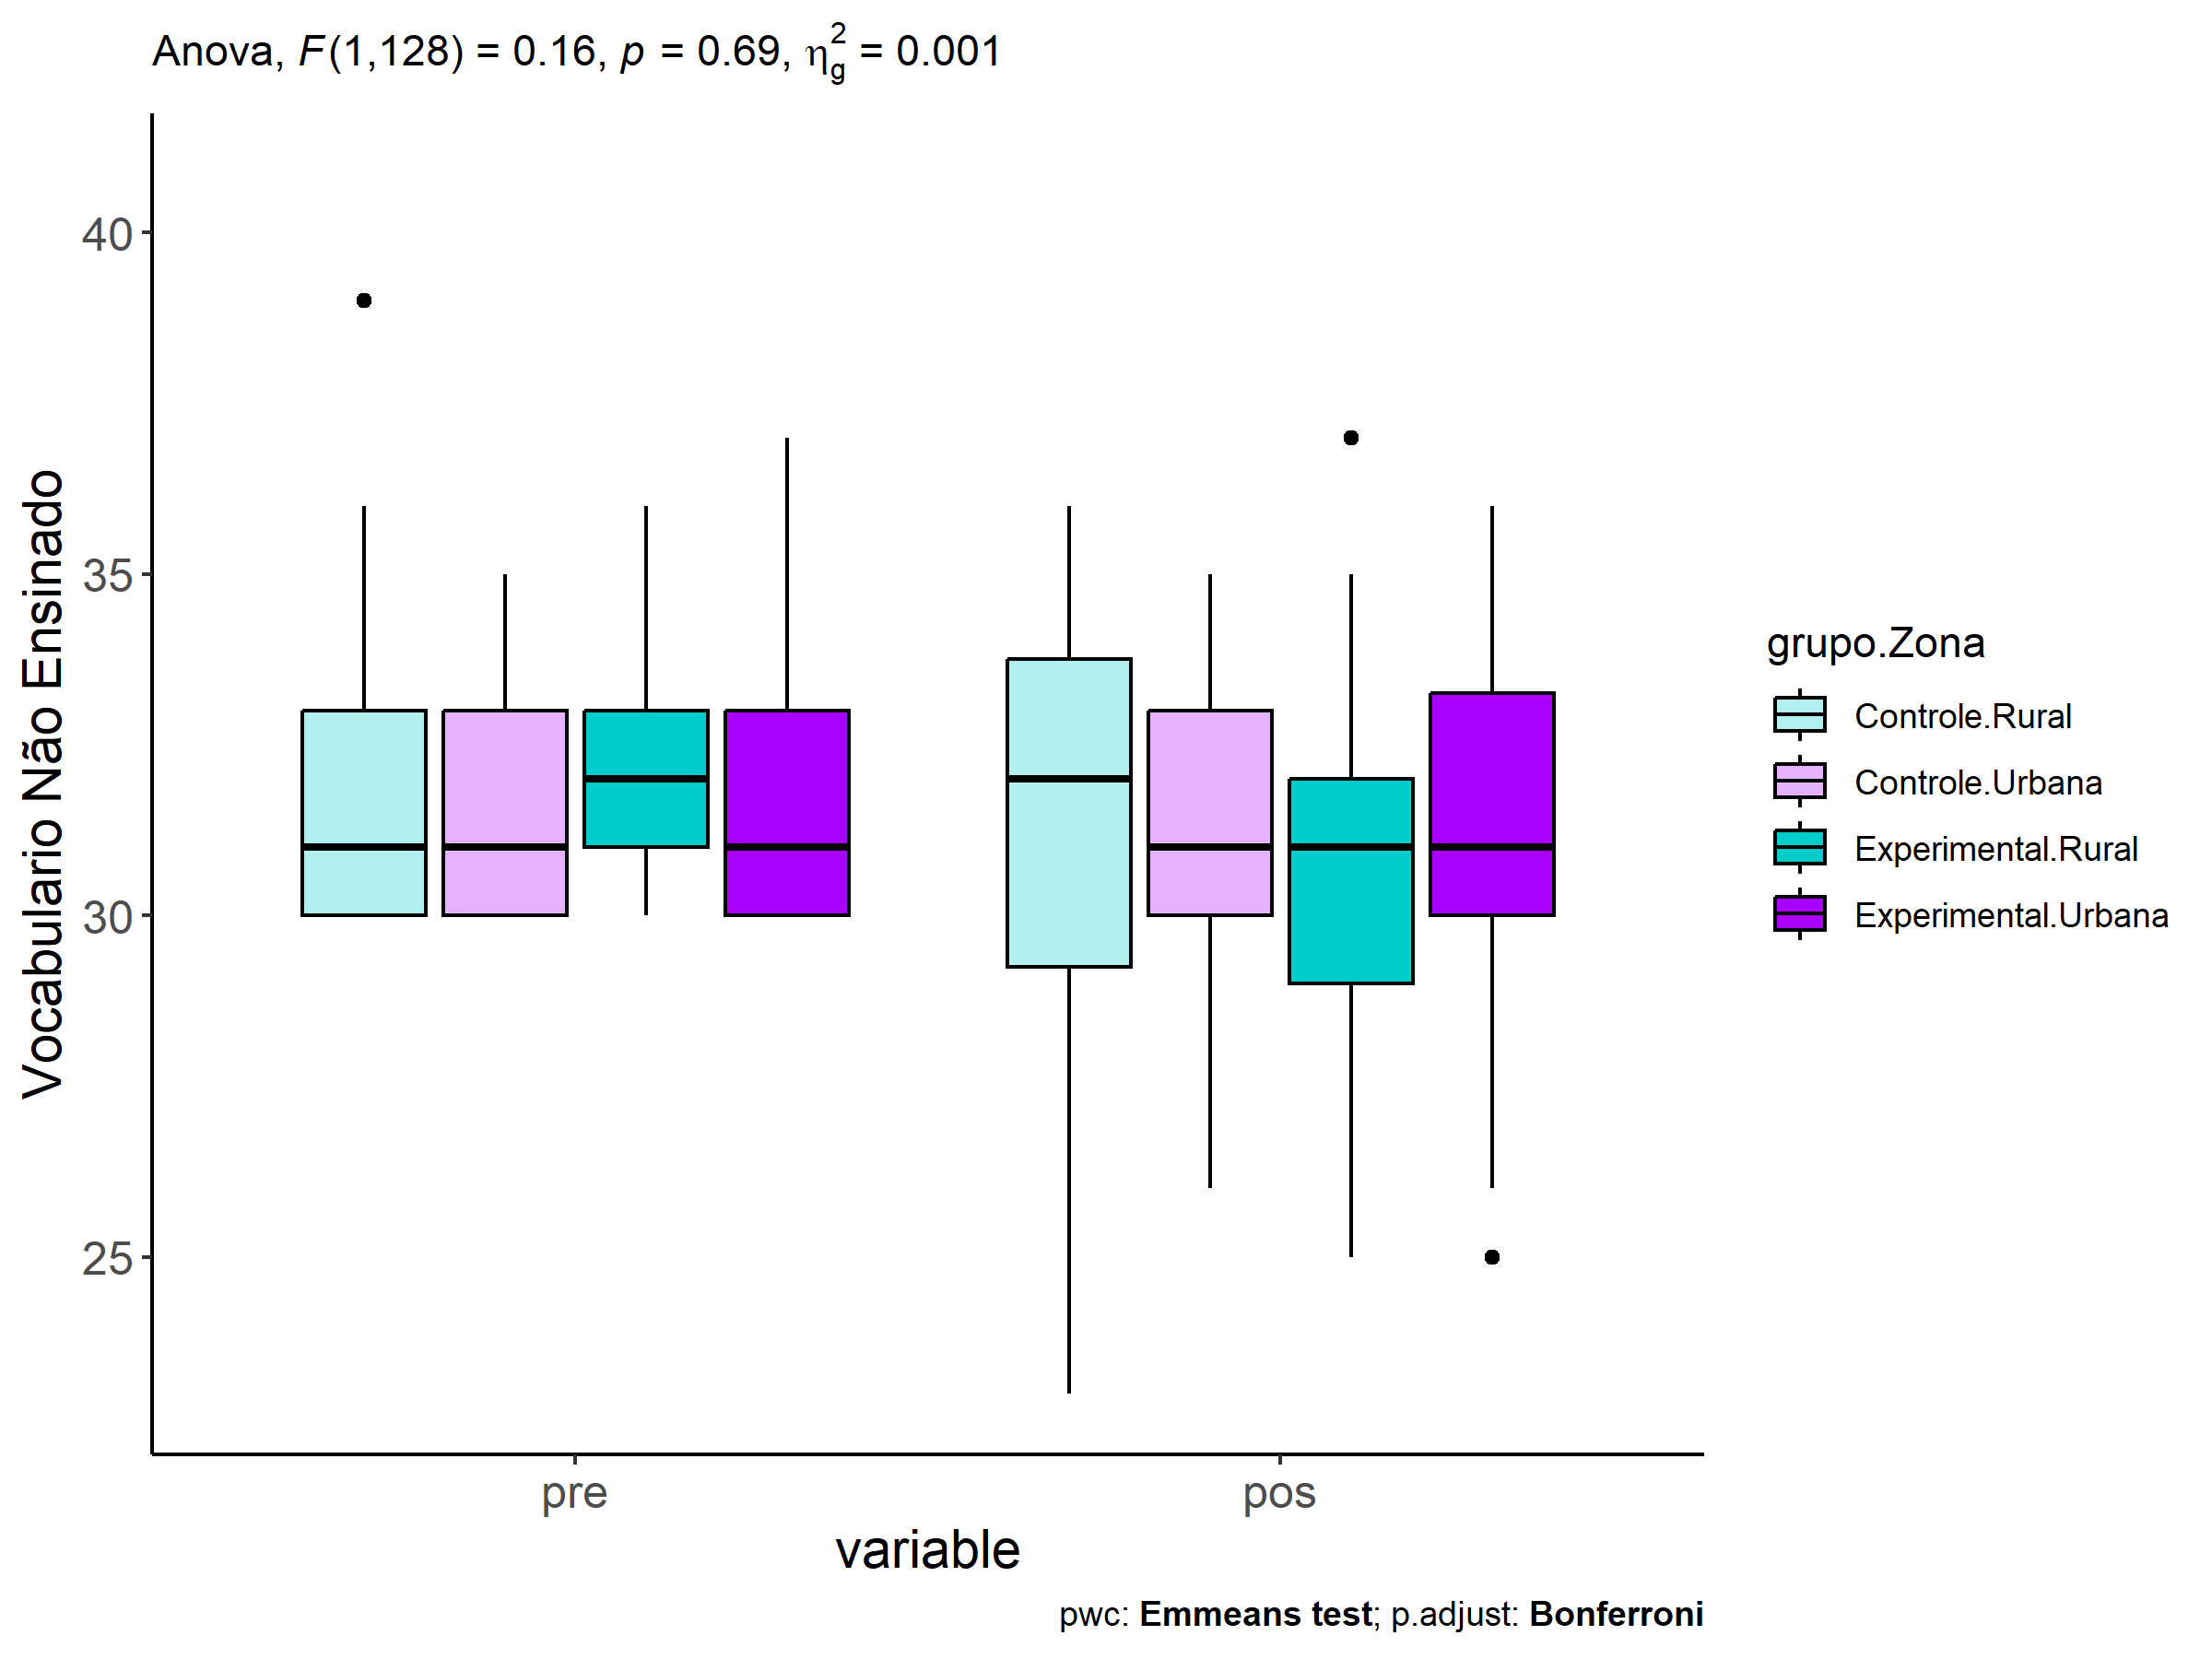 Anova, F(1,128) = 0.16, p = 0.69, η²g = 0.001
Vocabulario Não Ensinado
40
35
30
25
pre pos
variable
grupo.Zona
Controle.Rural
Controle.Urbana
Experimental.Rural
Experimental.Urbana
pwc: Emmeans test; p.adjust: Bonferroni